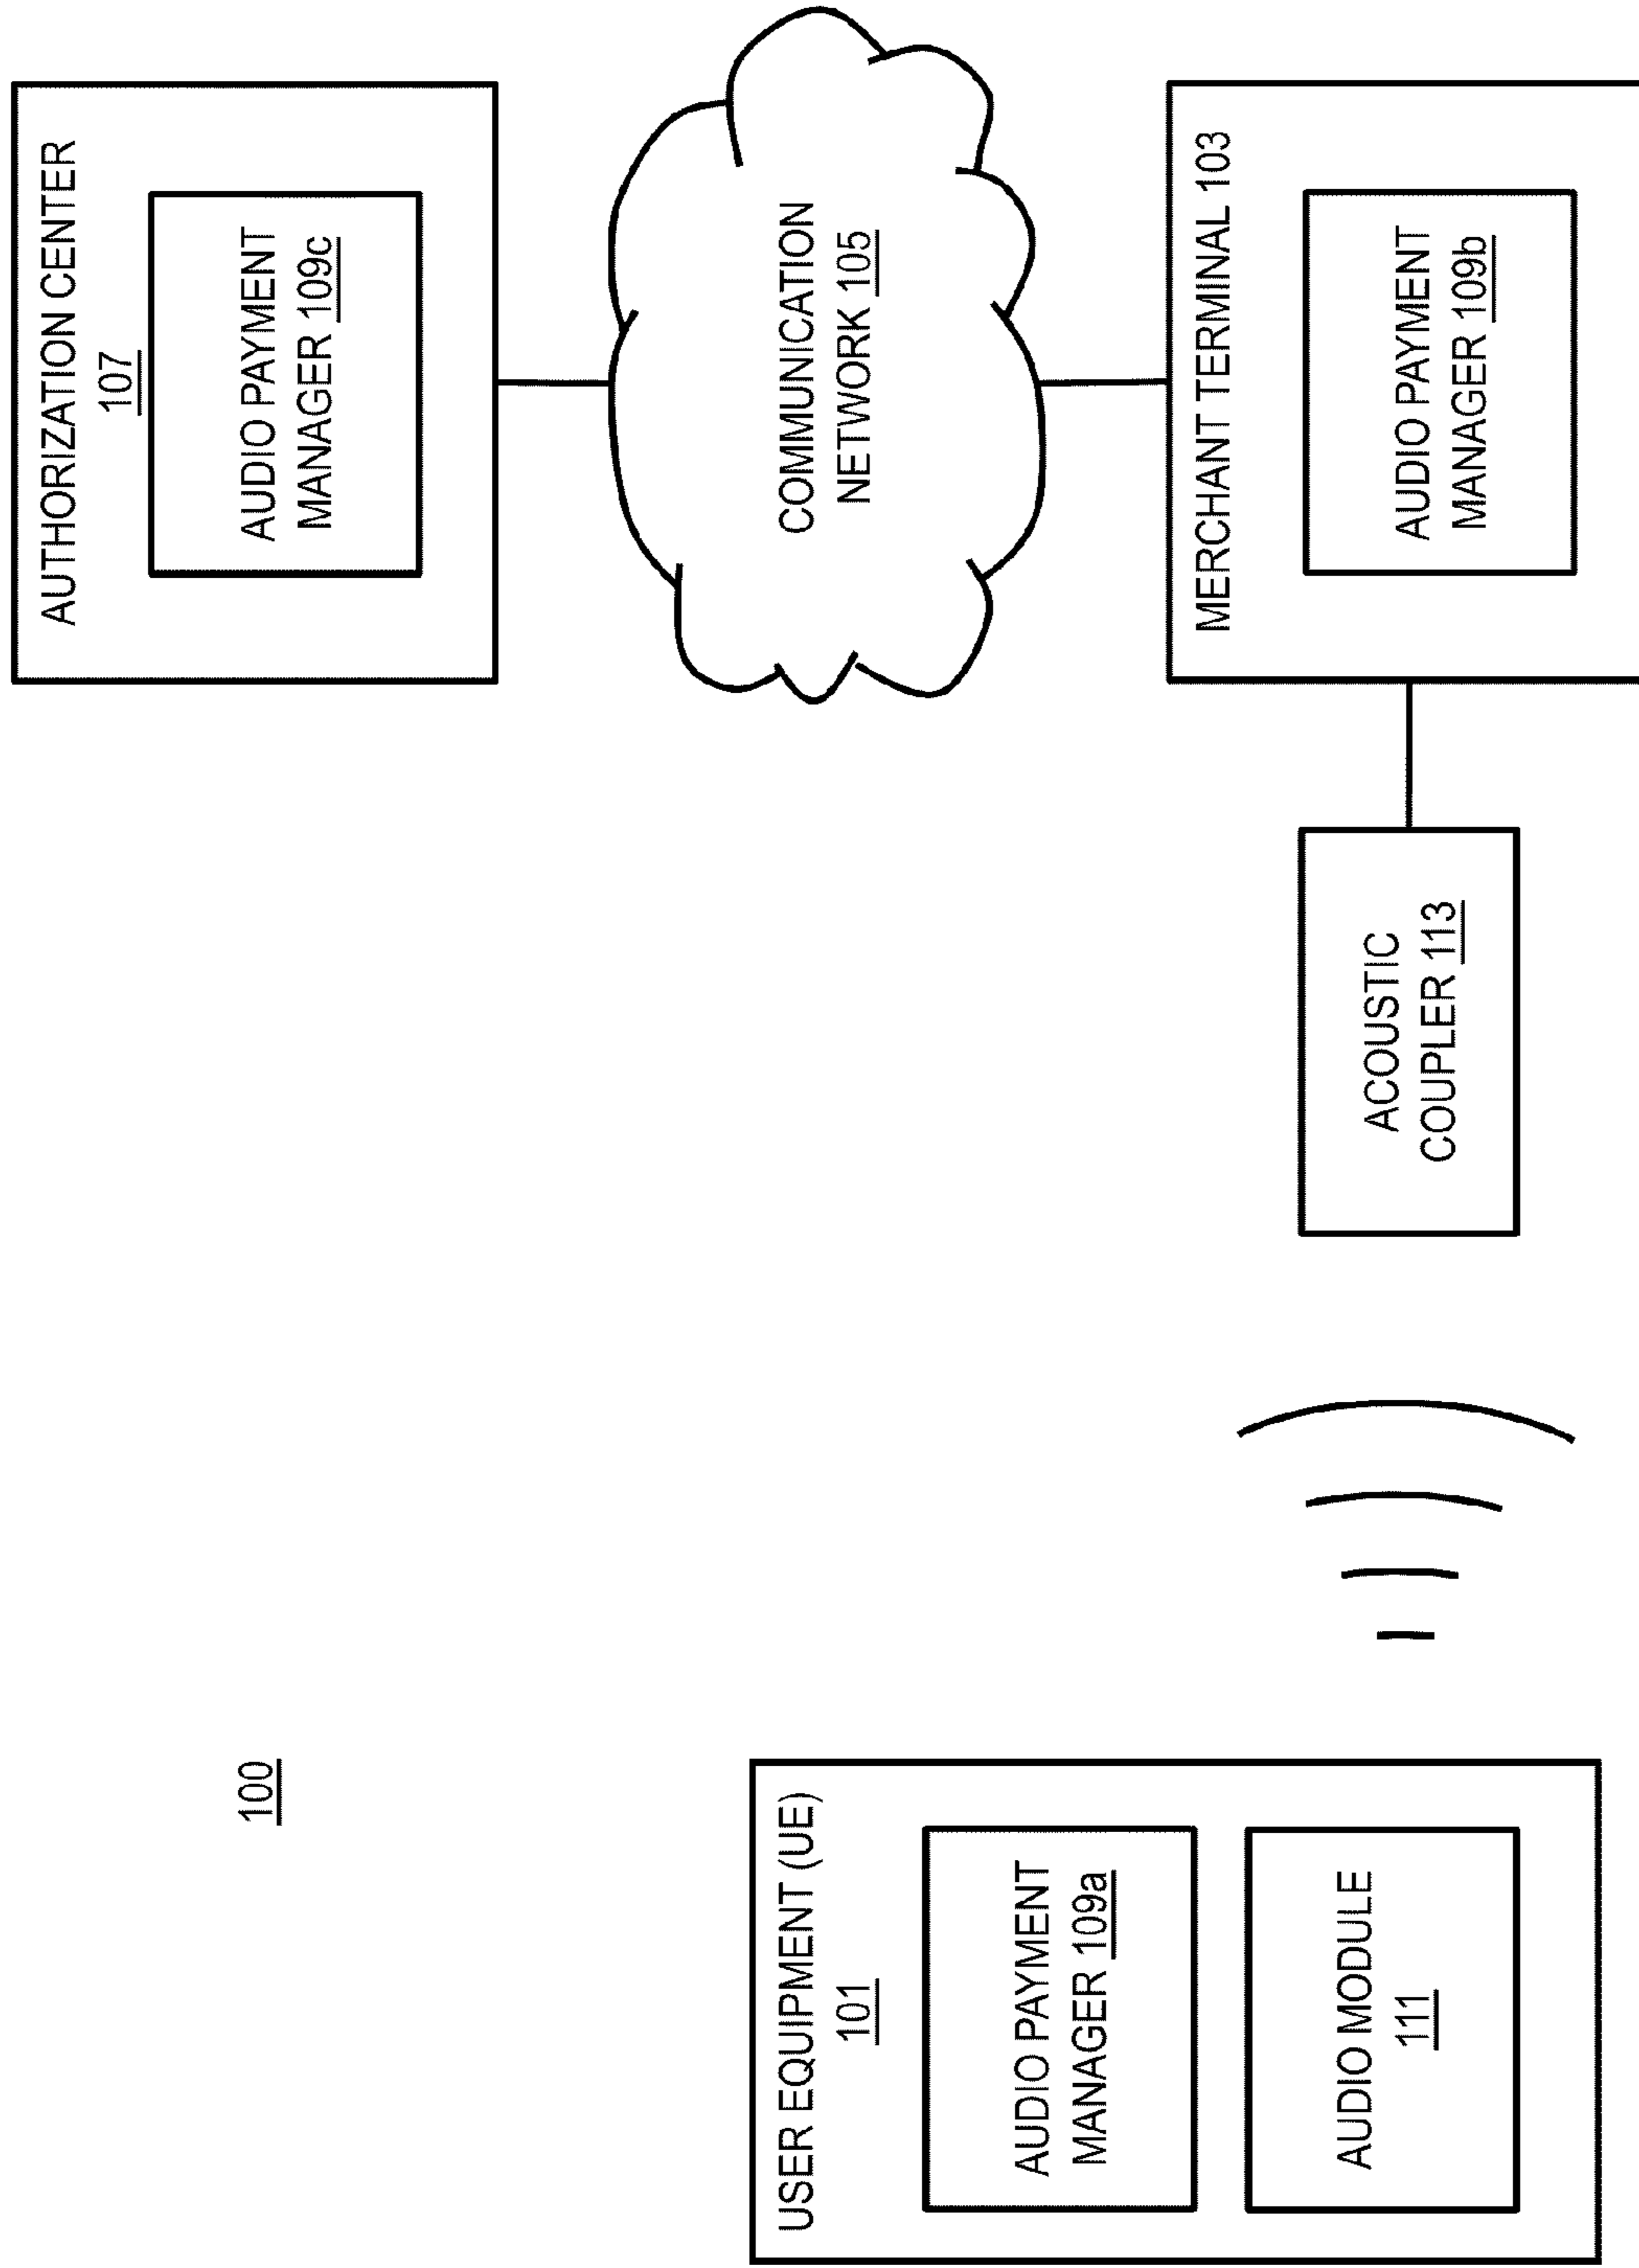 100
USER EQUIPMENT (UE)
101
AUDIO PAYMENT
MANAGER 109a
AUDIO MODULE
111
ACOUSTIC
COUPLER 113
AUTHORIZATION CENTER
107
AUDIO PAYMENT
MANAGER 109c
COMMUNICATION
NETWORK 105
MERCHANT TERMINAL 103
AUDIO PAYMENT
MANAGER 109b